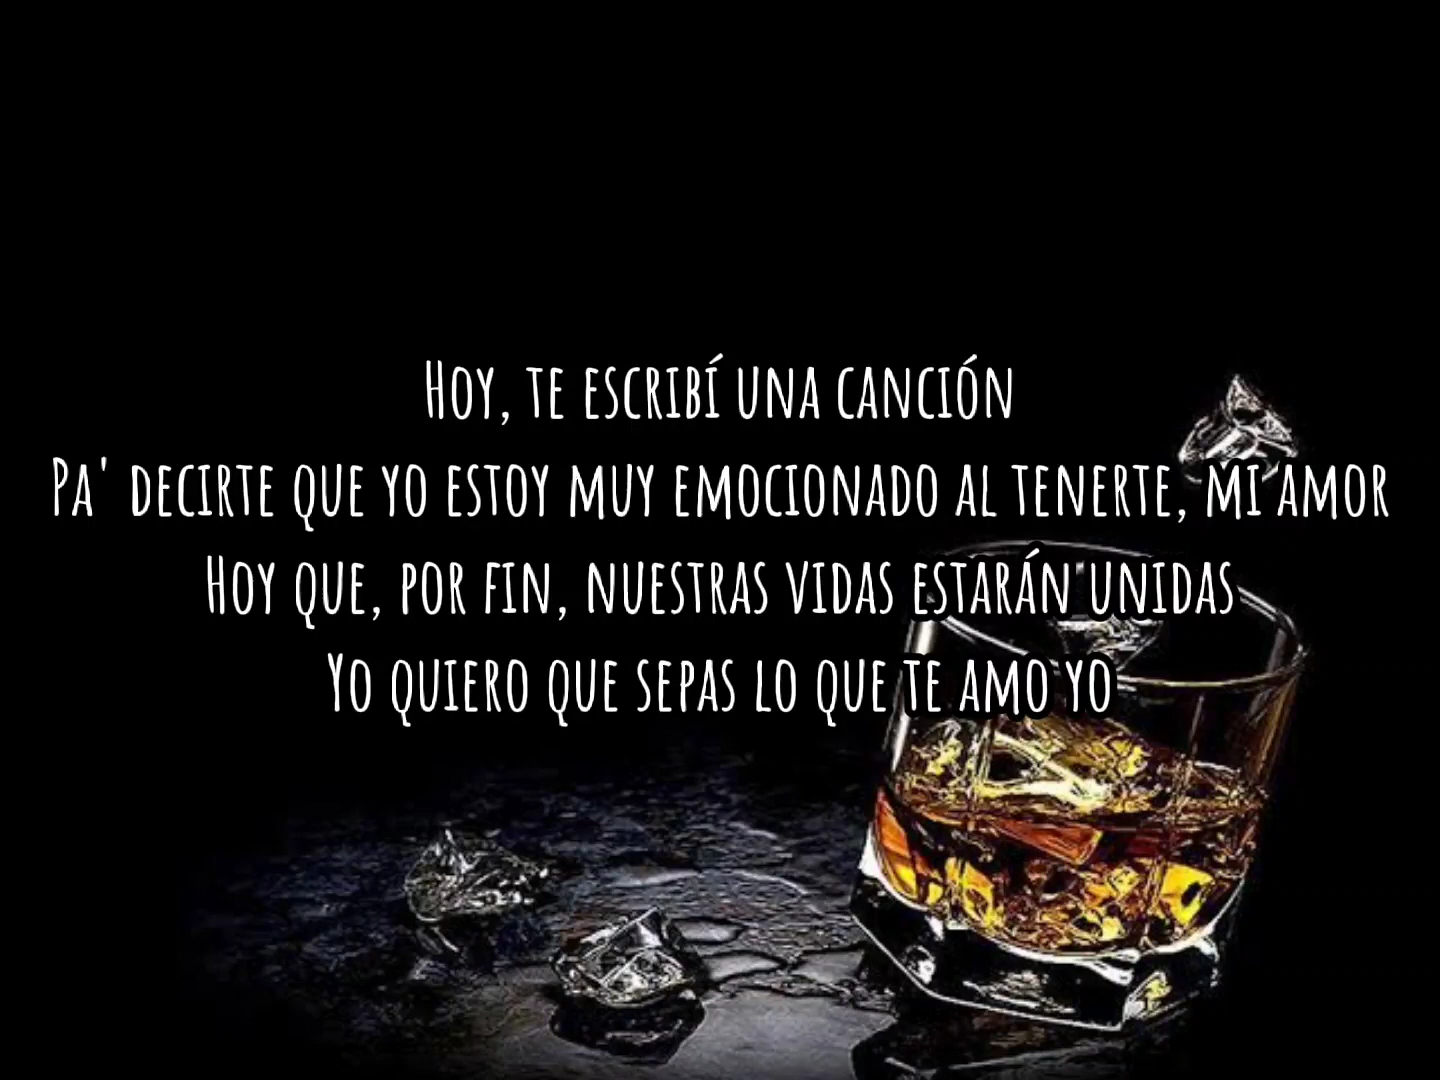 Hoy, te escribí una canción
Pa' decirte que yo estoy muy emocionado al tenerte, mi amor
Hoy que, por fin, nuestras vidas estarán unidas
Yo quiero que sepas lo que te amo yo